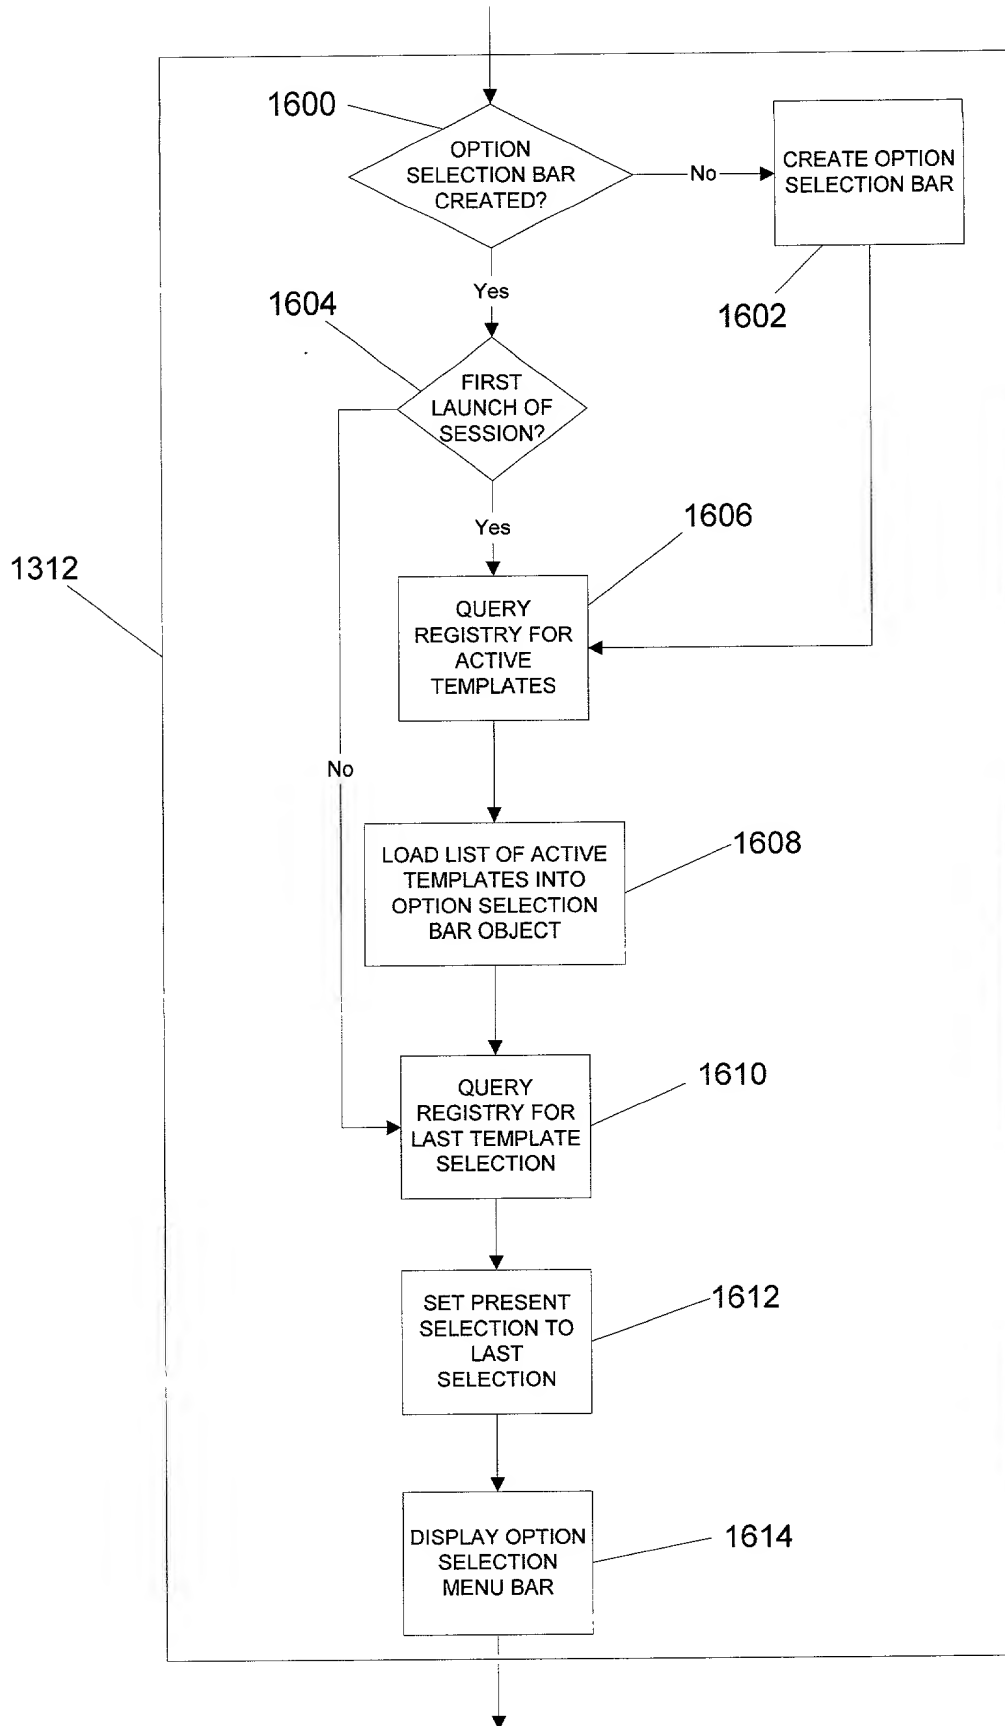 1600
OPTION
SELECTION BAR
CREATED?
No
CREATE OPTION
SELECTION BAR
1602
Yes
1604
FIRST
LAUNCH OF
SESSION?
Yes
1606
1312
QUERY
REGISTRY FOR
ACTIVE
TEMPLATES
No
LOAD LIST OF ACTIVE
TEMPLATES INTO
OPTION SELECTION
BAR OBJECT
1608
QUERY
REGISTRY FOR
LAST TEMPLATE
SELECTION
1610
SET PRESENT
SELECTION TO
LAST
SELECTION
1612
DISPLAY OPTION
SELECTION
MENU BAR
1614